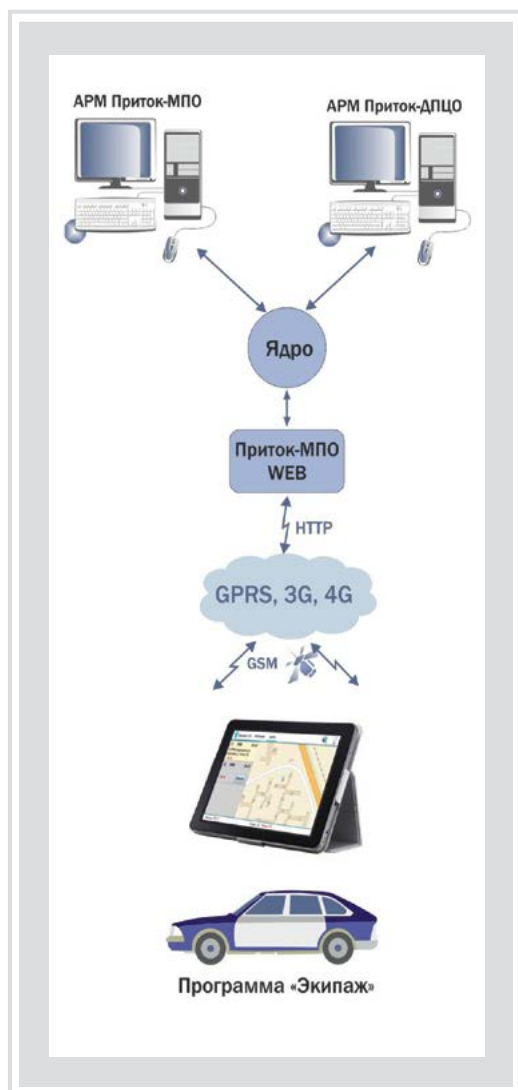 АРМ Приток-МПО
АРМ Приток-ДПЦО
Ядро
Приток-МПО
WEB
HTTP
GPRS, 3G, 4G
GSM
Программа «Экипаж»